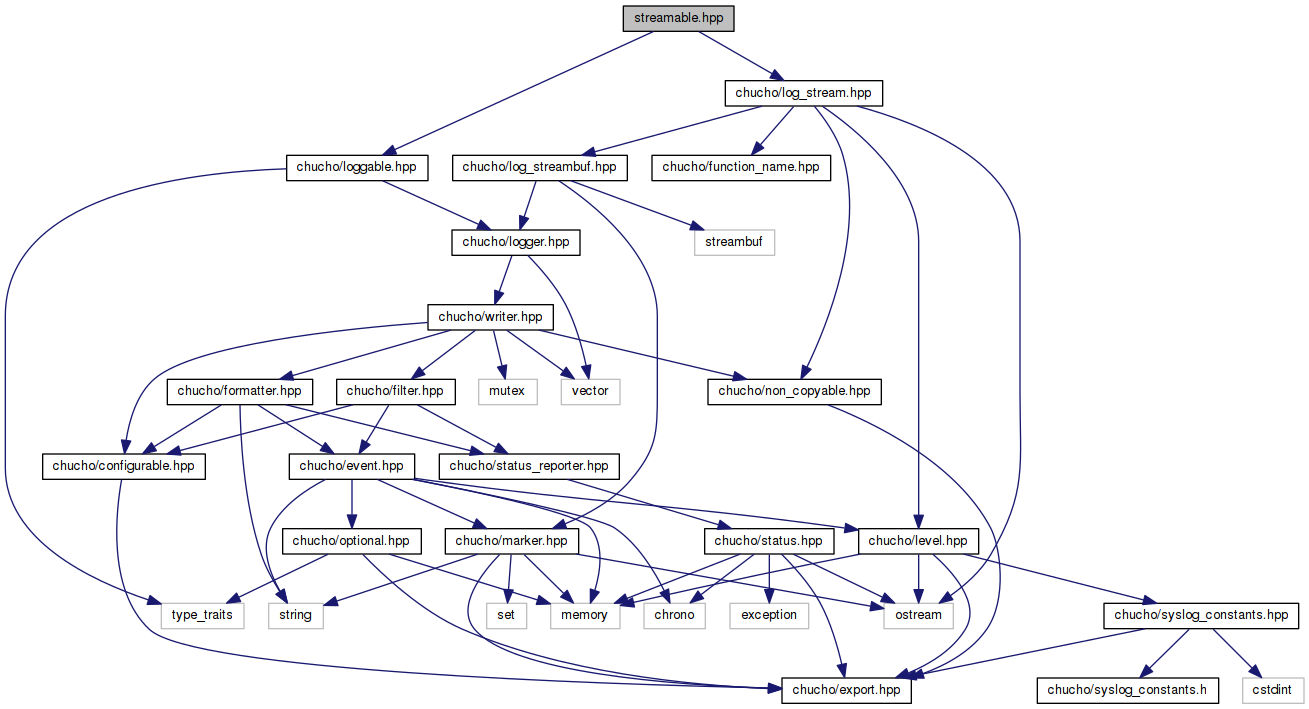 streamable.hpp
chucho/log_stream.hpp
chucho/loggable.hpp
chucho/log_streambuf.hpp
chucho/function_name.hpp
chucho/logger.hpp
streambuf
chucho/writer.hpp
chucho/formatter.hpp
chucho/filter.hpp
mutex
vector
chucho/non_copyable.hpp
chucho/configurable.hpp
chucho/event.hpp
chucho/status_reporter.hpp
chucho/optional.hpp
chucho/marker.hpp
chucho/status.hpp
chucho/level.hpp
type_traits
string
set
memory
chrono
exception
ostream
chucho/syslog_constants.hpp
chucho/export.hpp
chucho/syslog_constants.h
cstdint